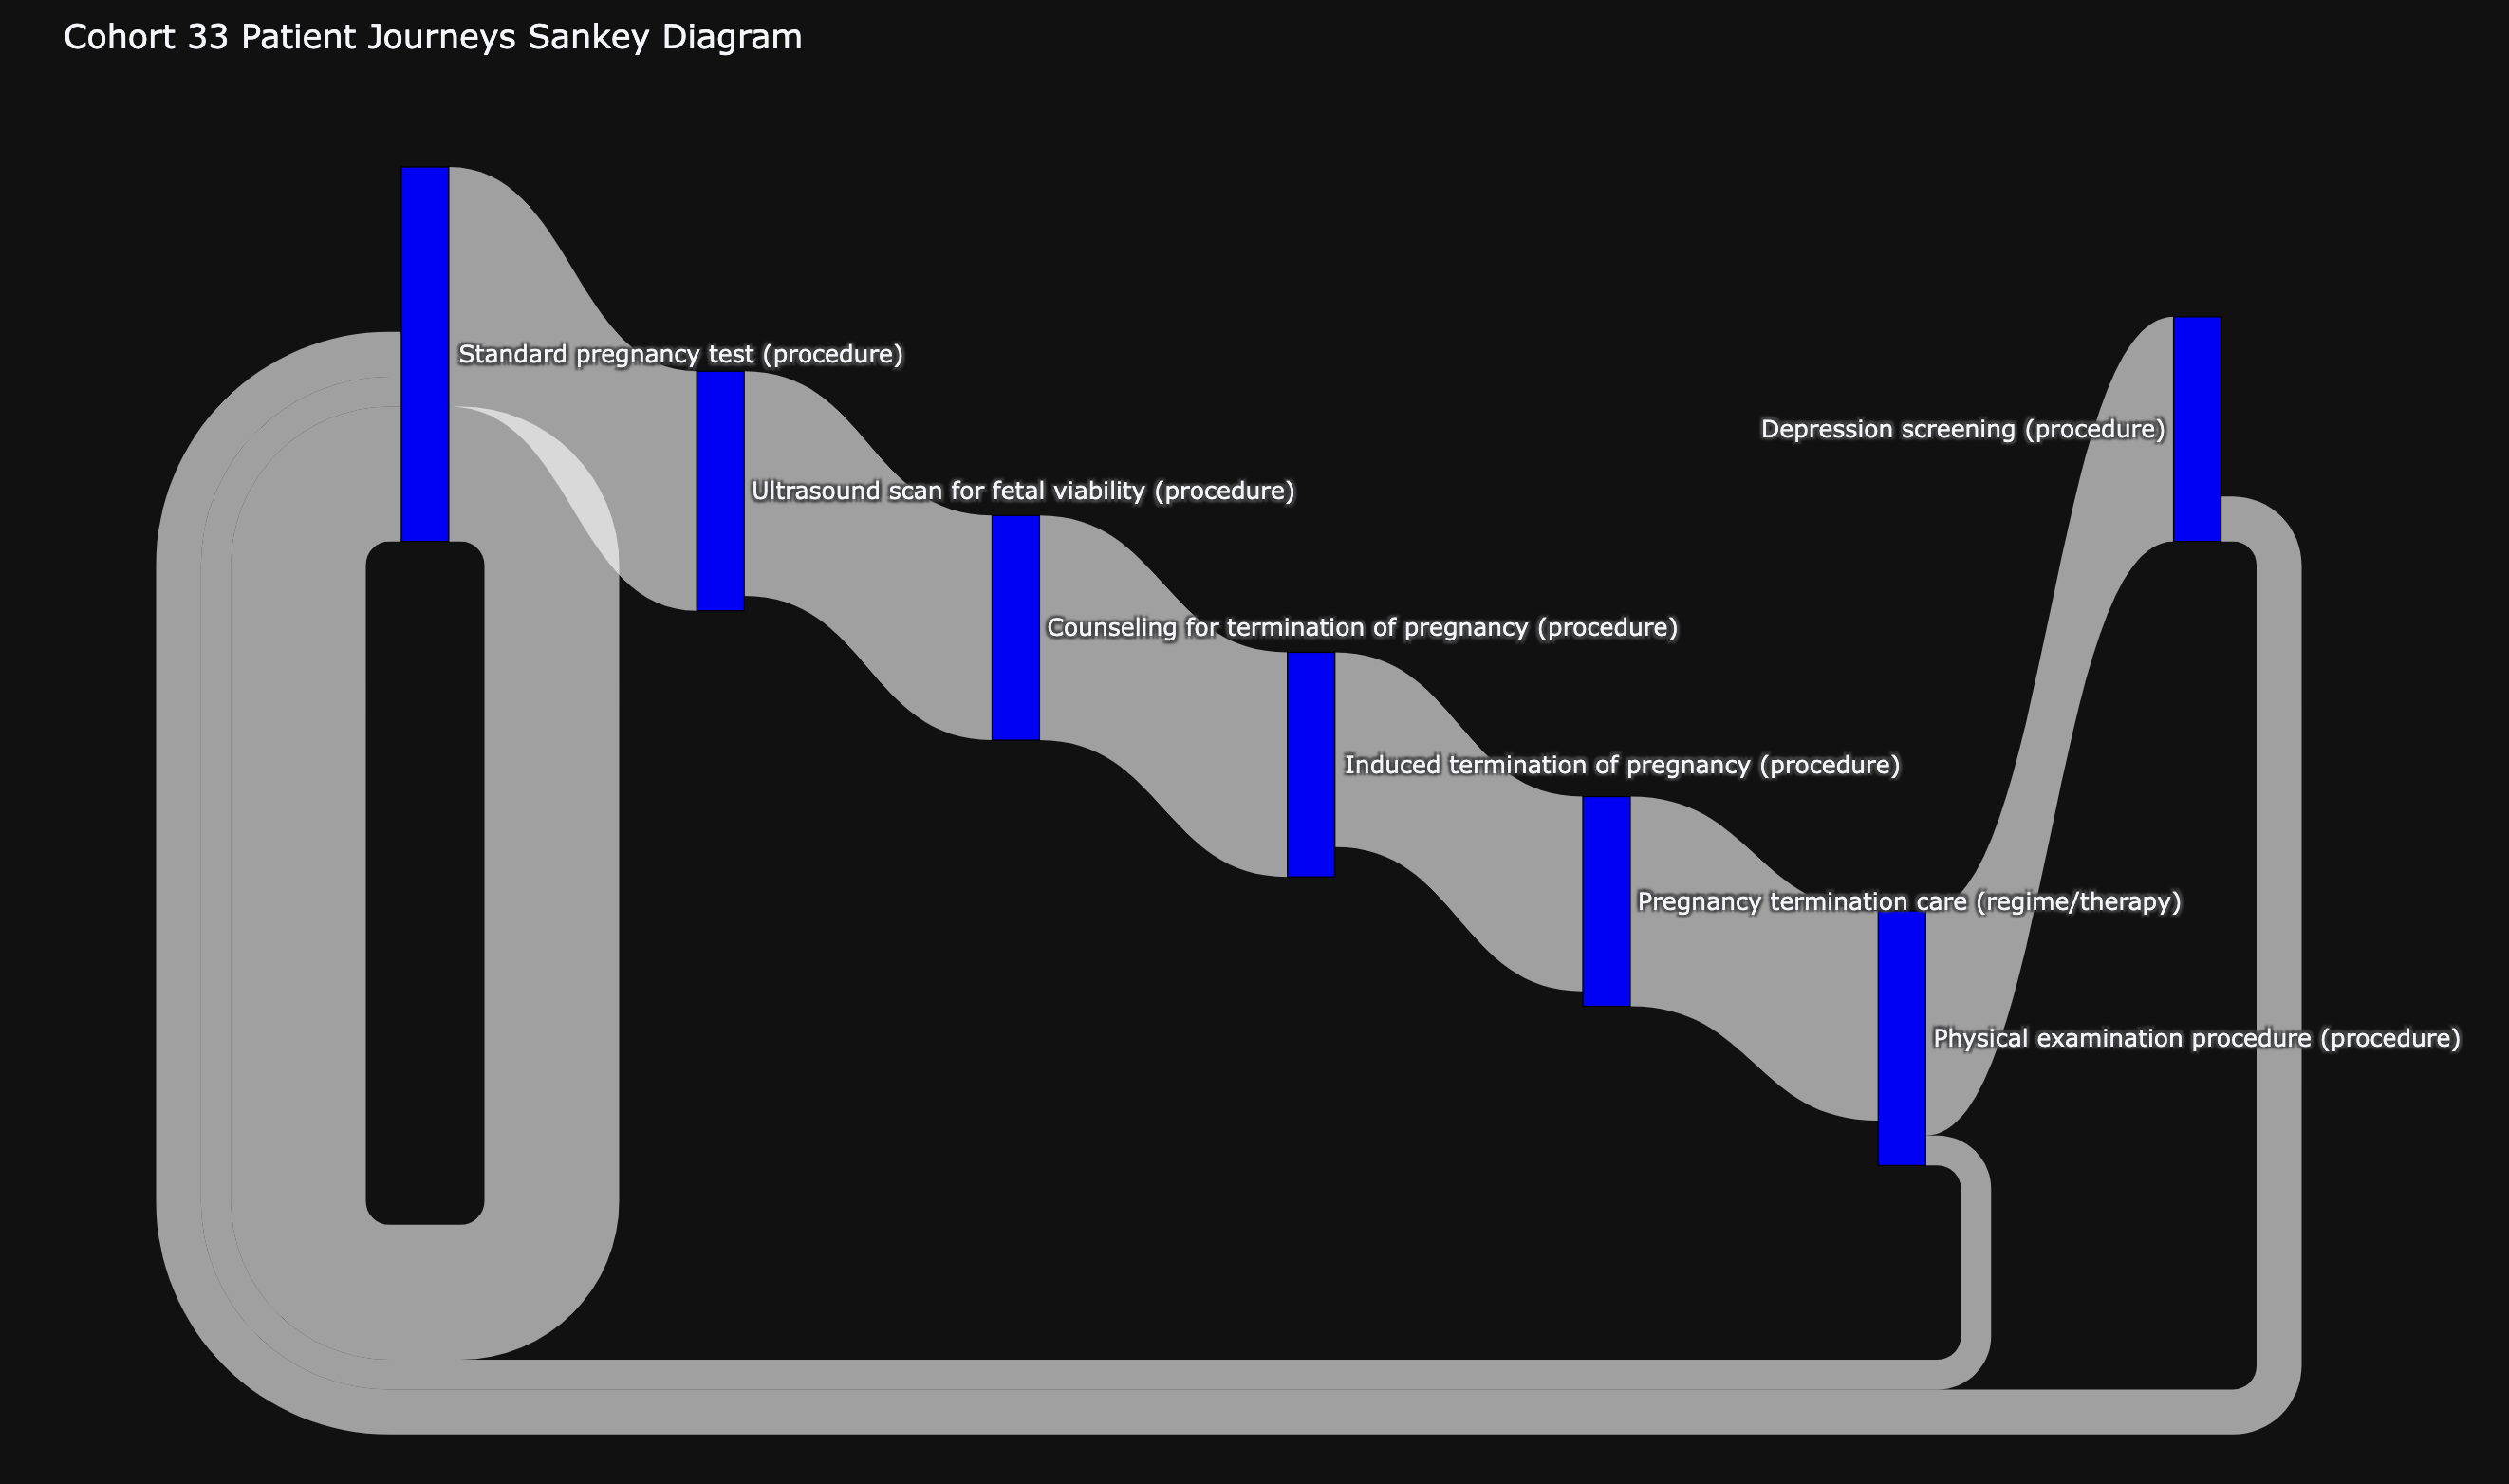 Cohort 33 Patient Journeys Sankey Diagram
Standard pregnancy test (procedure)
Depression screening (procedure)
Ultrasound scan for fetal viability (procedure)
Counseling for termination of pregnancy (procedure)
Induced termination of pregnancy (procedure)
Pregnancy termination care (regime/therapy)
Physical examination procedure (procedure)